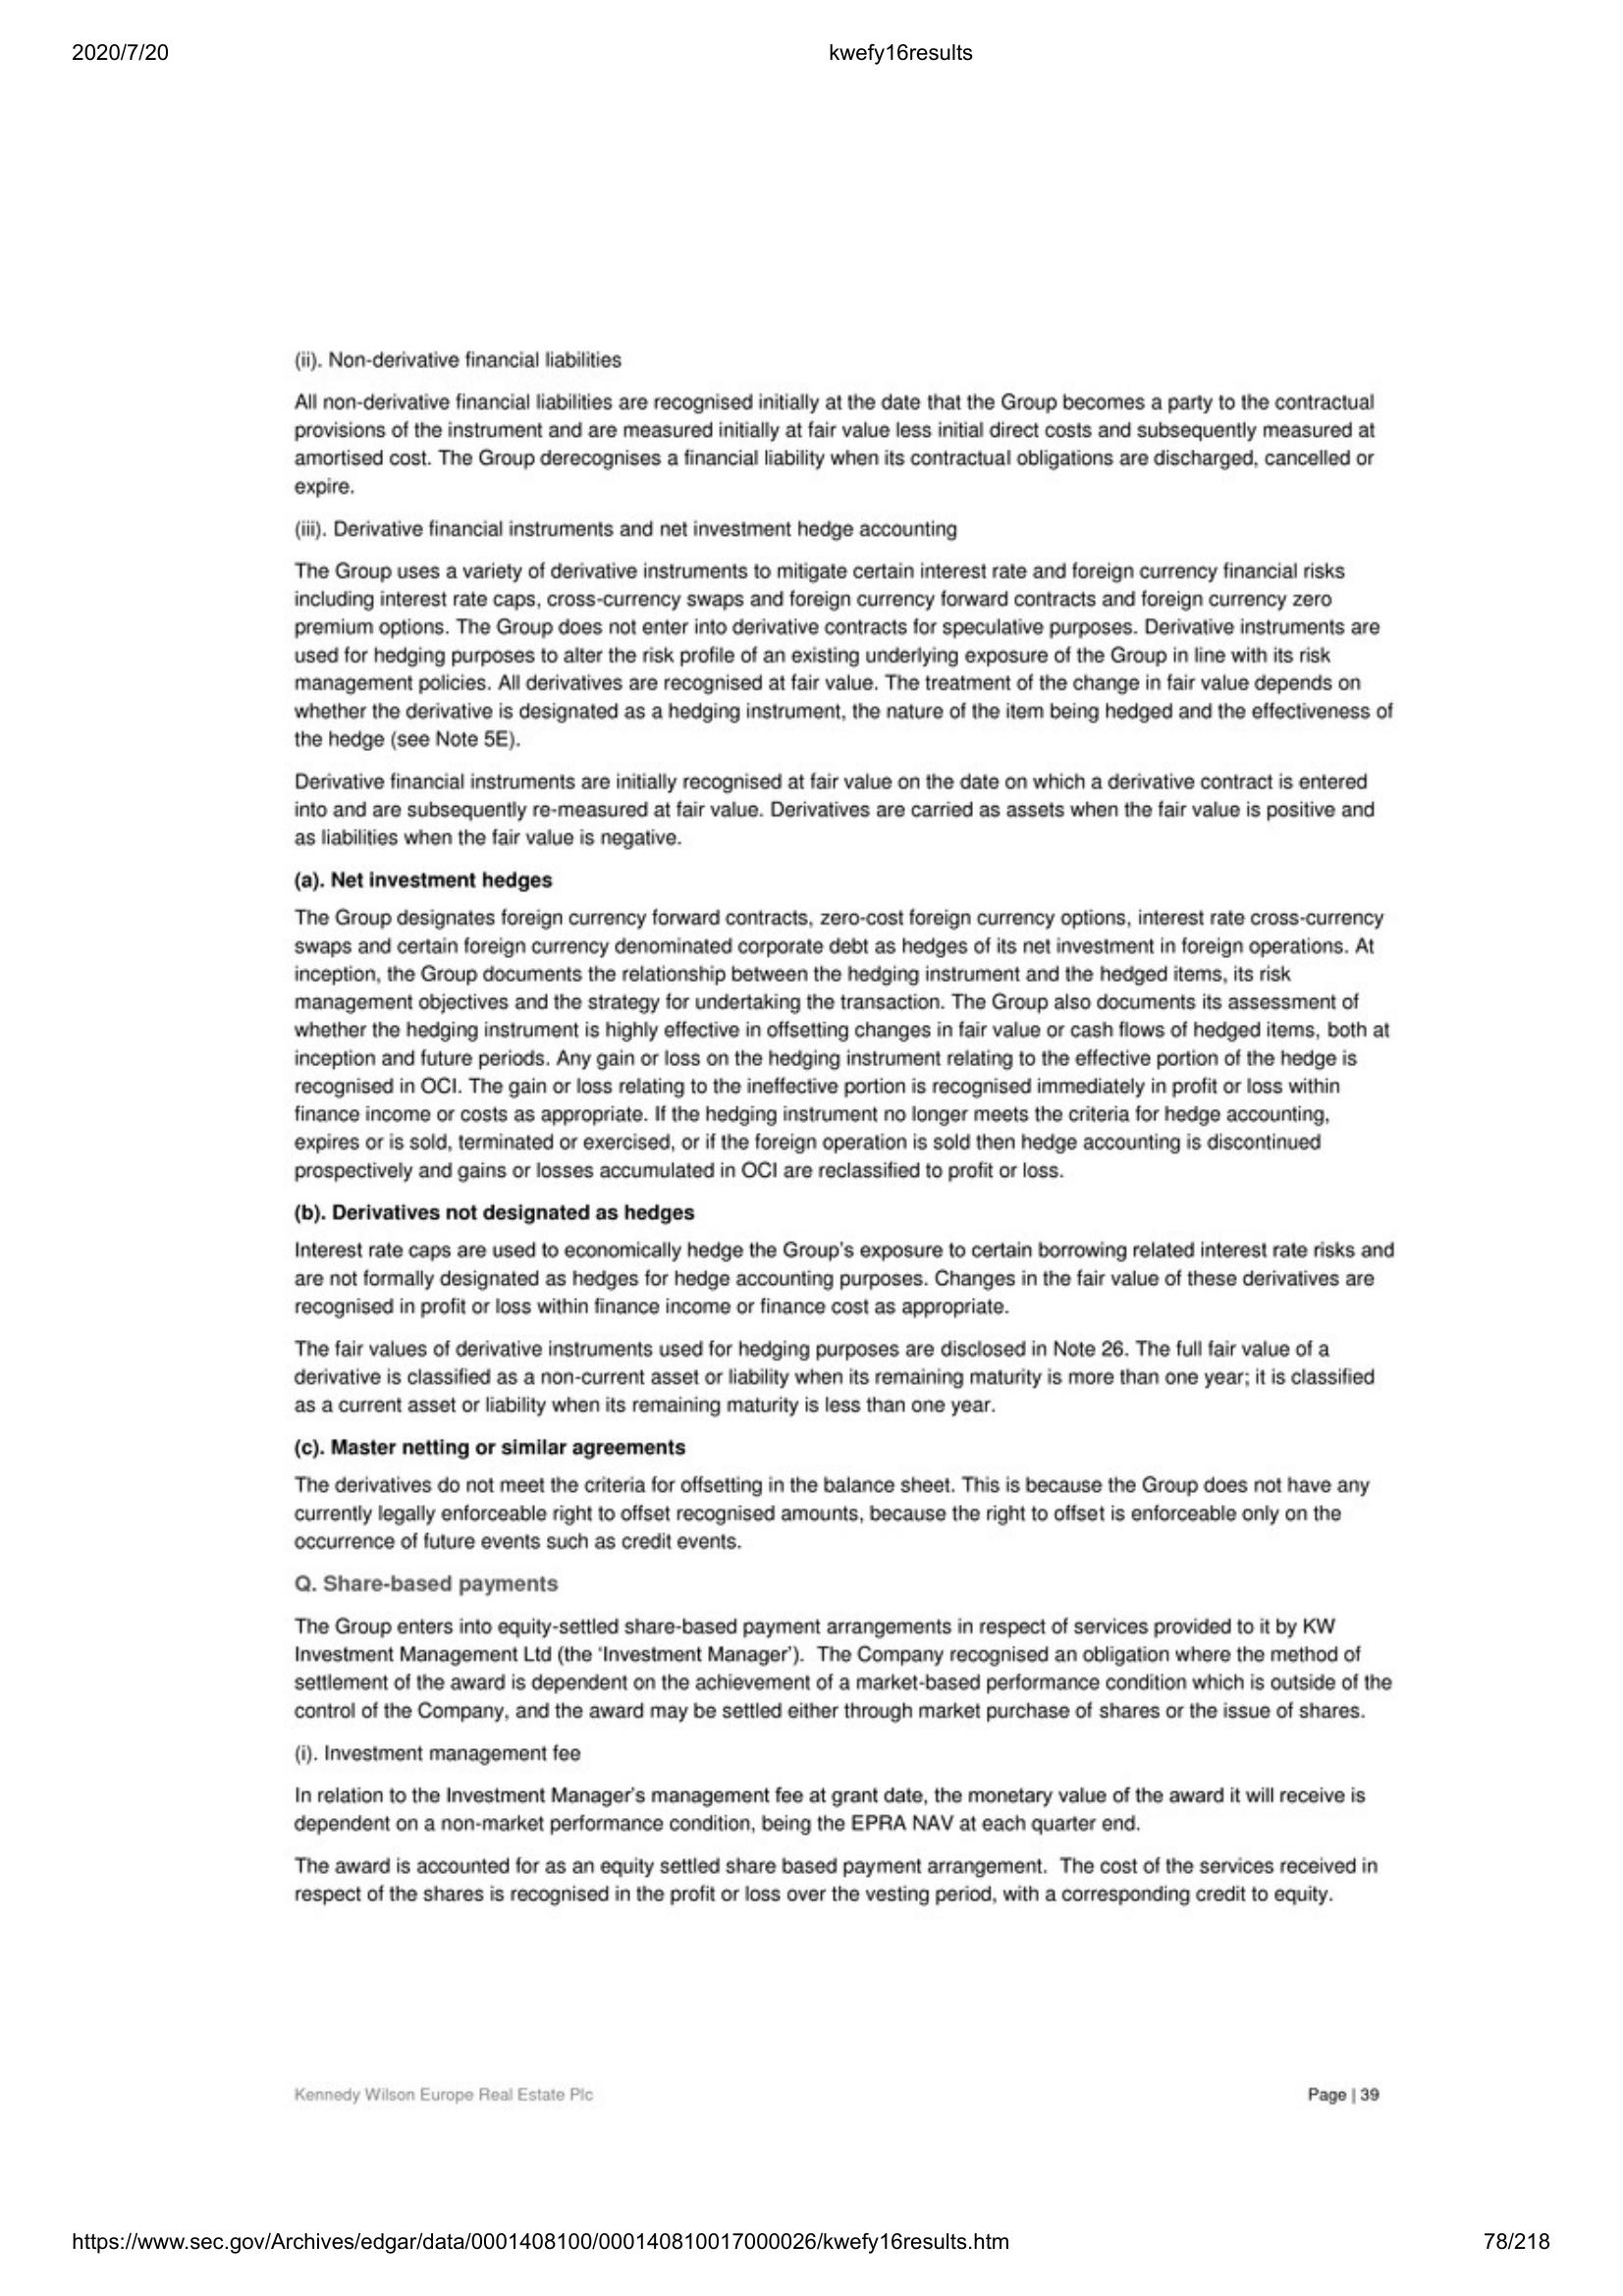 2020/7/20 kwefy16results
(ii). Non-derivative financial liabilities
All non-derivative financial liabilities are recognised initially at the date that the Group becomes a party to the contractual
provisions of the instrument and are measured initially at fair value less initial direct costs and subsequently measured at
amortised cost. The Group derecognises a financial liability when its contractual obligations are discharged, cancelled or
expire.
(iii). Derivative financial instruments and net investment hedge accounting
The Group uses a variety of derivative instruments to mitigate certain interest rate and foreign currency financial risks
including interest rate caps, cross-currency swaps and foreign currency forward contracts and foreign currency zero
premium options. The Group does not enter into derivative contracts for speculative purposes. Derivative instruments are
used for hedging purposes to alter the risk profile of an existing underlying exposure of the Group in line with its risk
management policies. All derivatives are recognised at fair value. The treatment of the change in fair value depends on
whether the derivative is designated as a hedging instrument, the nature of the item being hedged and the effectiveness of
the hedge (see Note 5E).
Derivative financial instruments are initially recognised at fair value on the date on which a derivative contract is entered
into and are subsequently re-measured at fair value. Derivatives are carried as assets when the fair value is positive and
as liabilities when the fair value is negative.
(a). Net investment hedges
The Group designates foreign currency forward contracts, zero-cost foreign currency options, interest rate cross-currency
swaps and certain foreign currency denominated corporate debt as hedges of its net investment in foreign operations. At
inception, the Group documents the relationship between the hedging instrument and the hedged items, its risk
management objectives and the strategy for undertaking the transaction. The Group also documents its assessment of
whether the hedging instrument is highly effective in offsetting changes in fair value or cash flows of hedged items, both at
inception and future periods. Any gain or loss on the hedging instrument relating to the effective portion of the hedge is
recognised in OCI. The gain or loss relating to the ineffective portion is recognised immediately in profit or loss within
finance income or costs as appropriate. If the hedging instrument no longer meets the criteria for hedge accounting,
expires or is sold, terminated or exercised, or if the foreign operation is sold then hedge accounting is discontinued
prospectively and gains or losses accumulated in OCI are reclassified to profit or loss.
(b). Derivatives not designated as hedges
Interest rate caps are used to economically hedge the Group's exposure to certain borrowing related interest rate risks and
are not formally designated as hedges for hedge accounting purposes. Changes in the fair value of these derivatives are
recognised in profit or loss within finance income or finance cost as appropriate.
The fair values of derivative instruments used for hedging purposes are disclosed in Note 26. The full fair value of a
derivative is classified as a non-current asset or liability when its remaining maturity is more than one year; it is classified
as a current asset or liability when its remaining maturity is less than one year.
(c). Master netting or similar agreements
The derivatives do not meet the criteria for offsetting in the balance sheet. This is because the Group does not have any
currently legally enforceable right to offset recognised amounts, because the right to offset is enforceable only on the
occurrence of future events such as credit events.
Q. Share-based payments
The Group enters into equity-settled share-based payment arrangements in respect of services provided to it by KW
Investment Management Ltd (the ‘Investment Manager’).  The Company recognised an obligation where the method of
settlement of the award is dependent on the achievement of a market-based performance condition which is outside of the
control of the Company, and the award may be settled either through market purchase of shares or the issue of shares.
(i). Investment management fee
In relation to the Investment Manager's management fee at grant date, the monetary value of the award it will receive is
dependent on a non-market performance condition, being the EPRA NAV at each quarter end.
The award is accounted for as an equity settled share based payment arrangement.  The cost of the services received in
respect of the shares is recognised in the profit or loss over the vesting period, with a corresponding credit to equity.
Kennedy Wilson Europe Real Estate Plc Page | 39
https://www.sec.gov/Archives/edgar/data/0001408100/000140810017000026/kwefy16results.htm 78/218